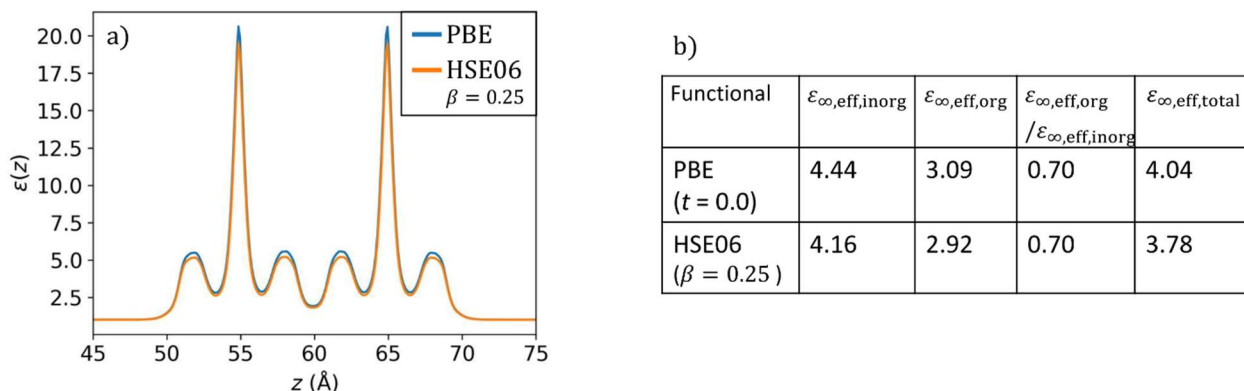 a)
PBE
HSE06
β = 0.25
20.0
17.5
15.0
12.5
10.0
7.5
5.0
2.5
ε(z)
45 50 55 60 65 70 75
z (Å)
b)
Functional ε∞,eff,inorg ε∞,eff,org ε∞,eff,org ε∞,eff,total
/ε∞,eff,inorg
PBE 4.44 3.09 0.70 4.04
(t = 0.0)
HSE06 4.16 2.92 0.70 3.78
(β = 0.25 )